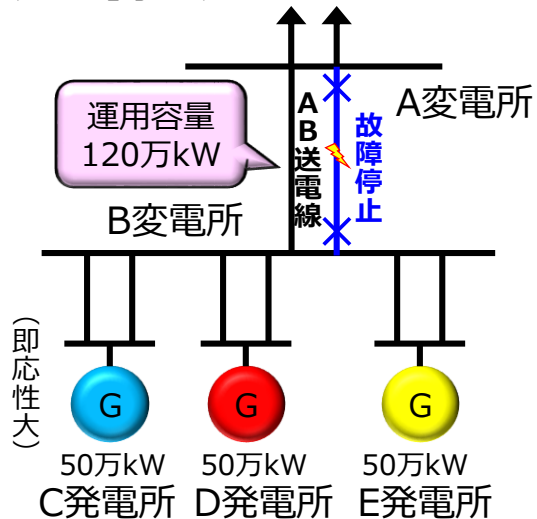 運用容量
120万kW
AB送電線
故障停止
A変電所
B変電所
(即応性大)
G
G
G
50万kW
50万kW
50万kW
C発電所
D発電所
E発電所